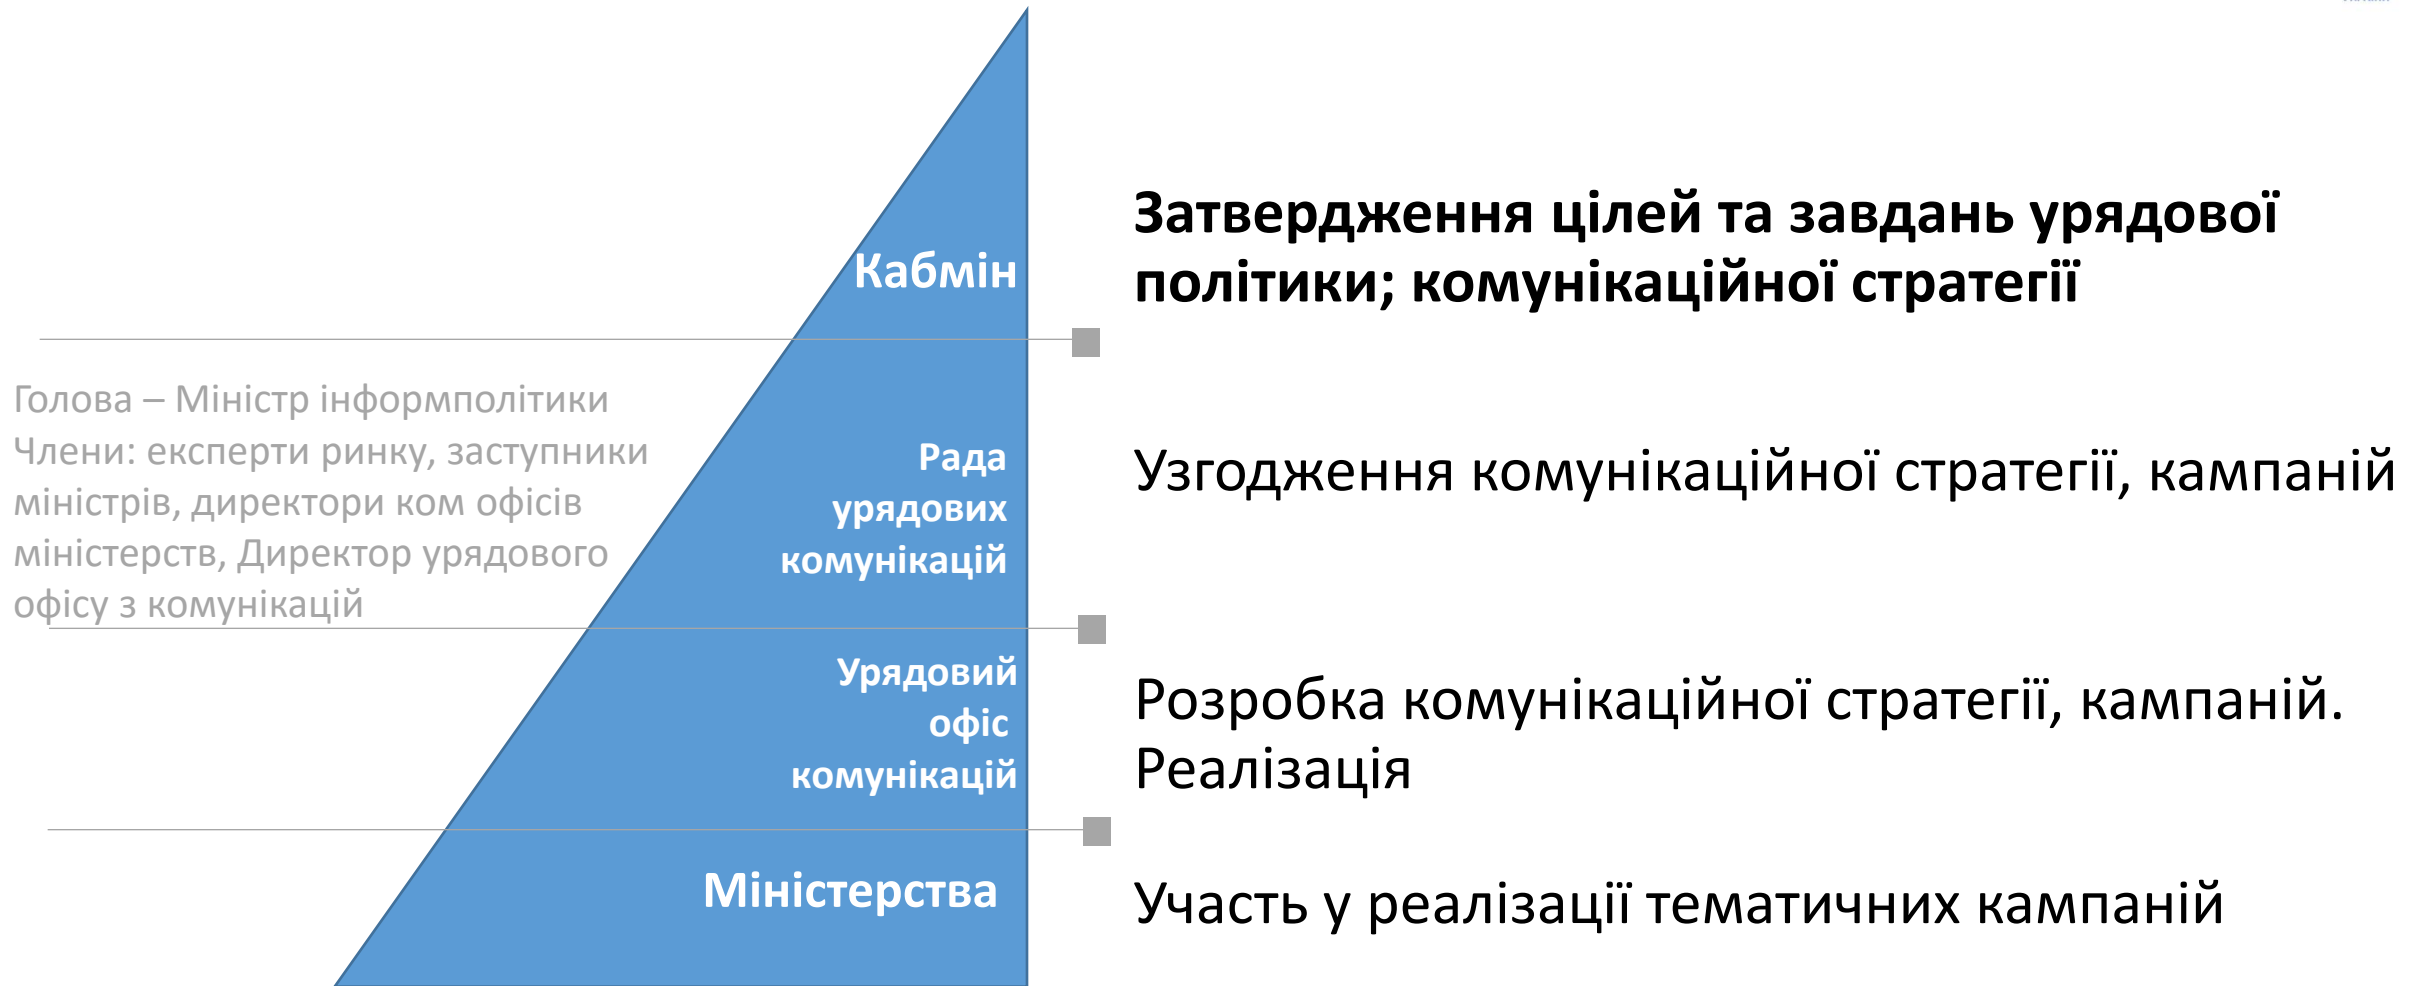 Кабмін
Затвердження цілей та завдань урядової
політики; комунікаційної стратегії
Голова – Міністр інформполітики
Члени: експерти ринку, заступники
міністрів, директори ком офісів
міністерств, Директор урядового
офісу з комунікацій
Рада
урядових
комунікацій
Узгодження комунікаційної стратегії, кампаній
Урядовий
офіс
комунікацій
Розробка комунікаційної стратегії, кампаній.
Реалізація
Міністерства
Участь у реалізації тематичних кампаній